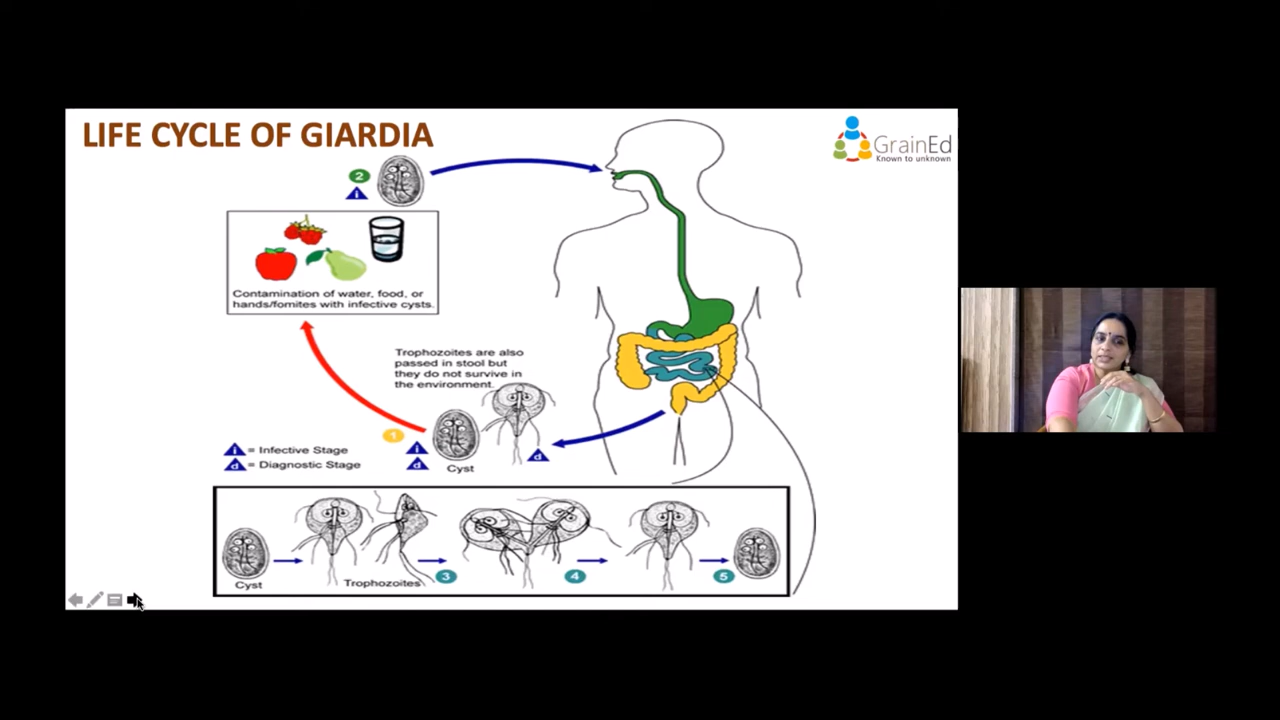 LIFE CYCLE OF GIARDIA
GrainEd
Known to unknown
2
i
Contamination of water, food, or
hands/fomites with infective cysts.
Trophozoites are also
passed in stool but
they do not survive in
the environment.
1
i
d
d
Cyst
i = Infective Stage
d = Diagnostic Stage
Cyst
Trophozoites
3
4
5